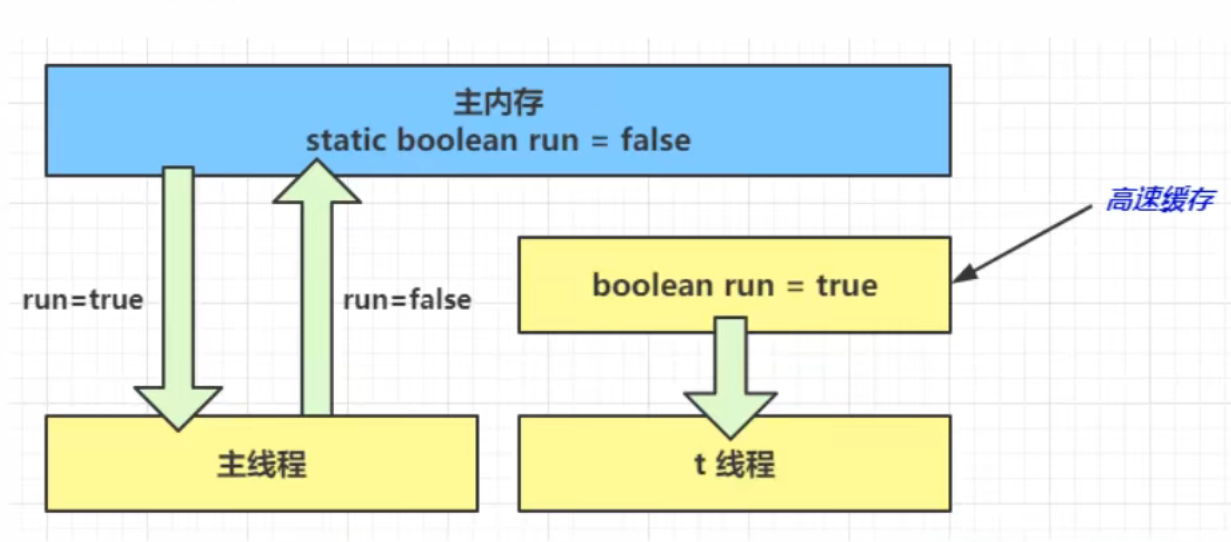 主内存
static boolean run = false
高速缓存
boolean run = true
run=true
run=false
主线程
t 线程